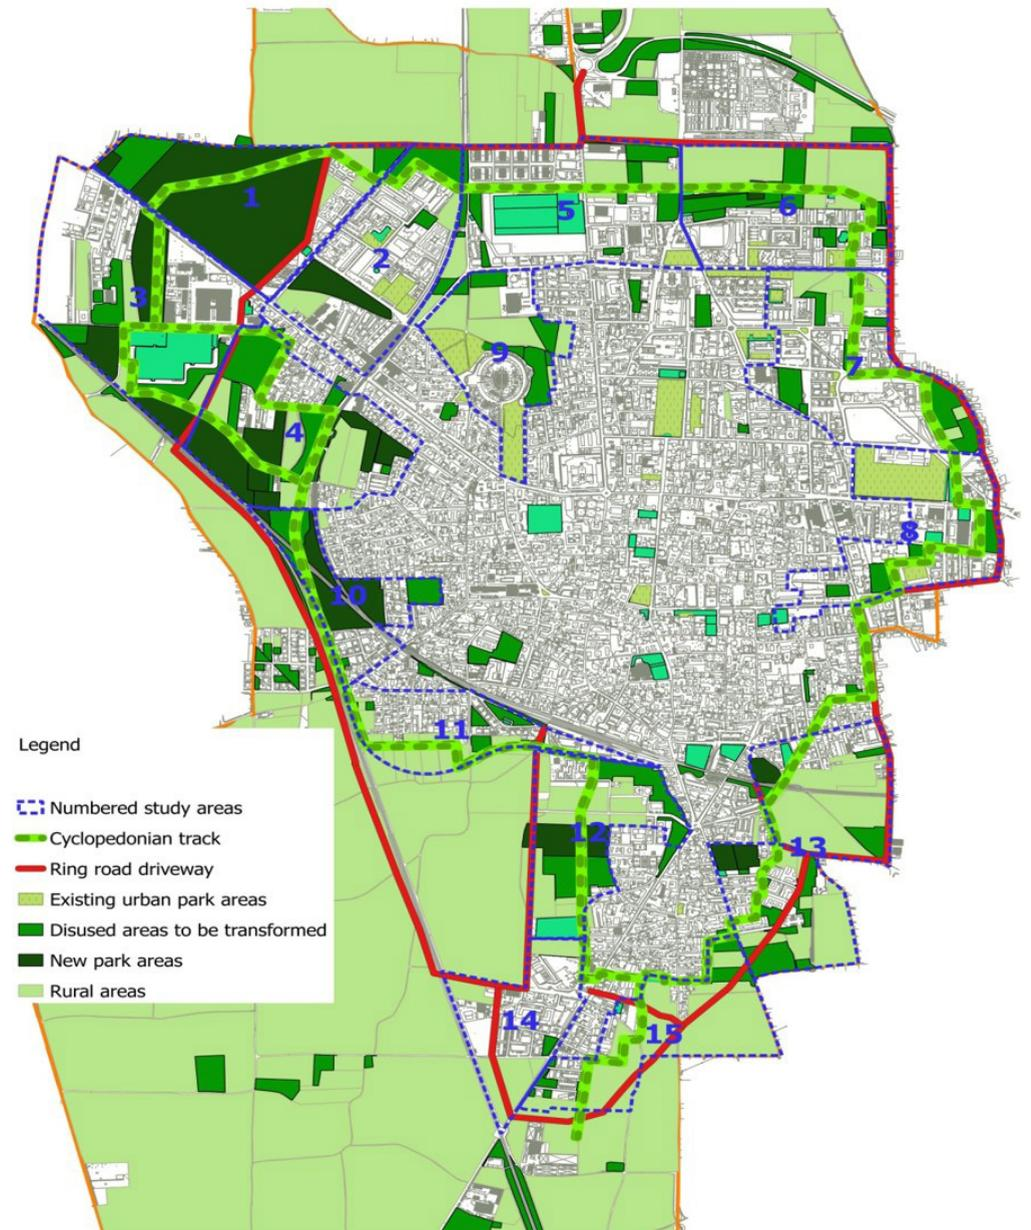 1
2
5
6
3
9
7
4
8
10
11
12
13
14
15
Legend
Numbered study areas
Cyclopedonian track
Ring road driveway
Existing urban park areas
Disused areas to be transformed
New park areas
Rural areas